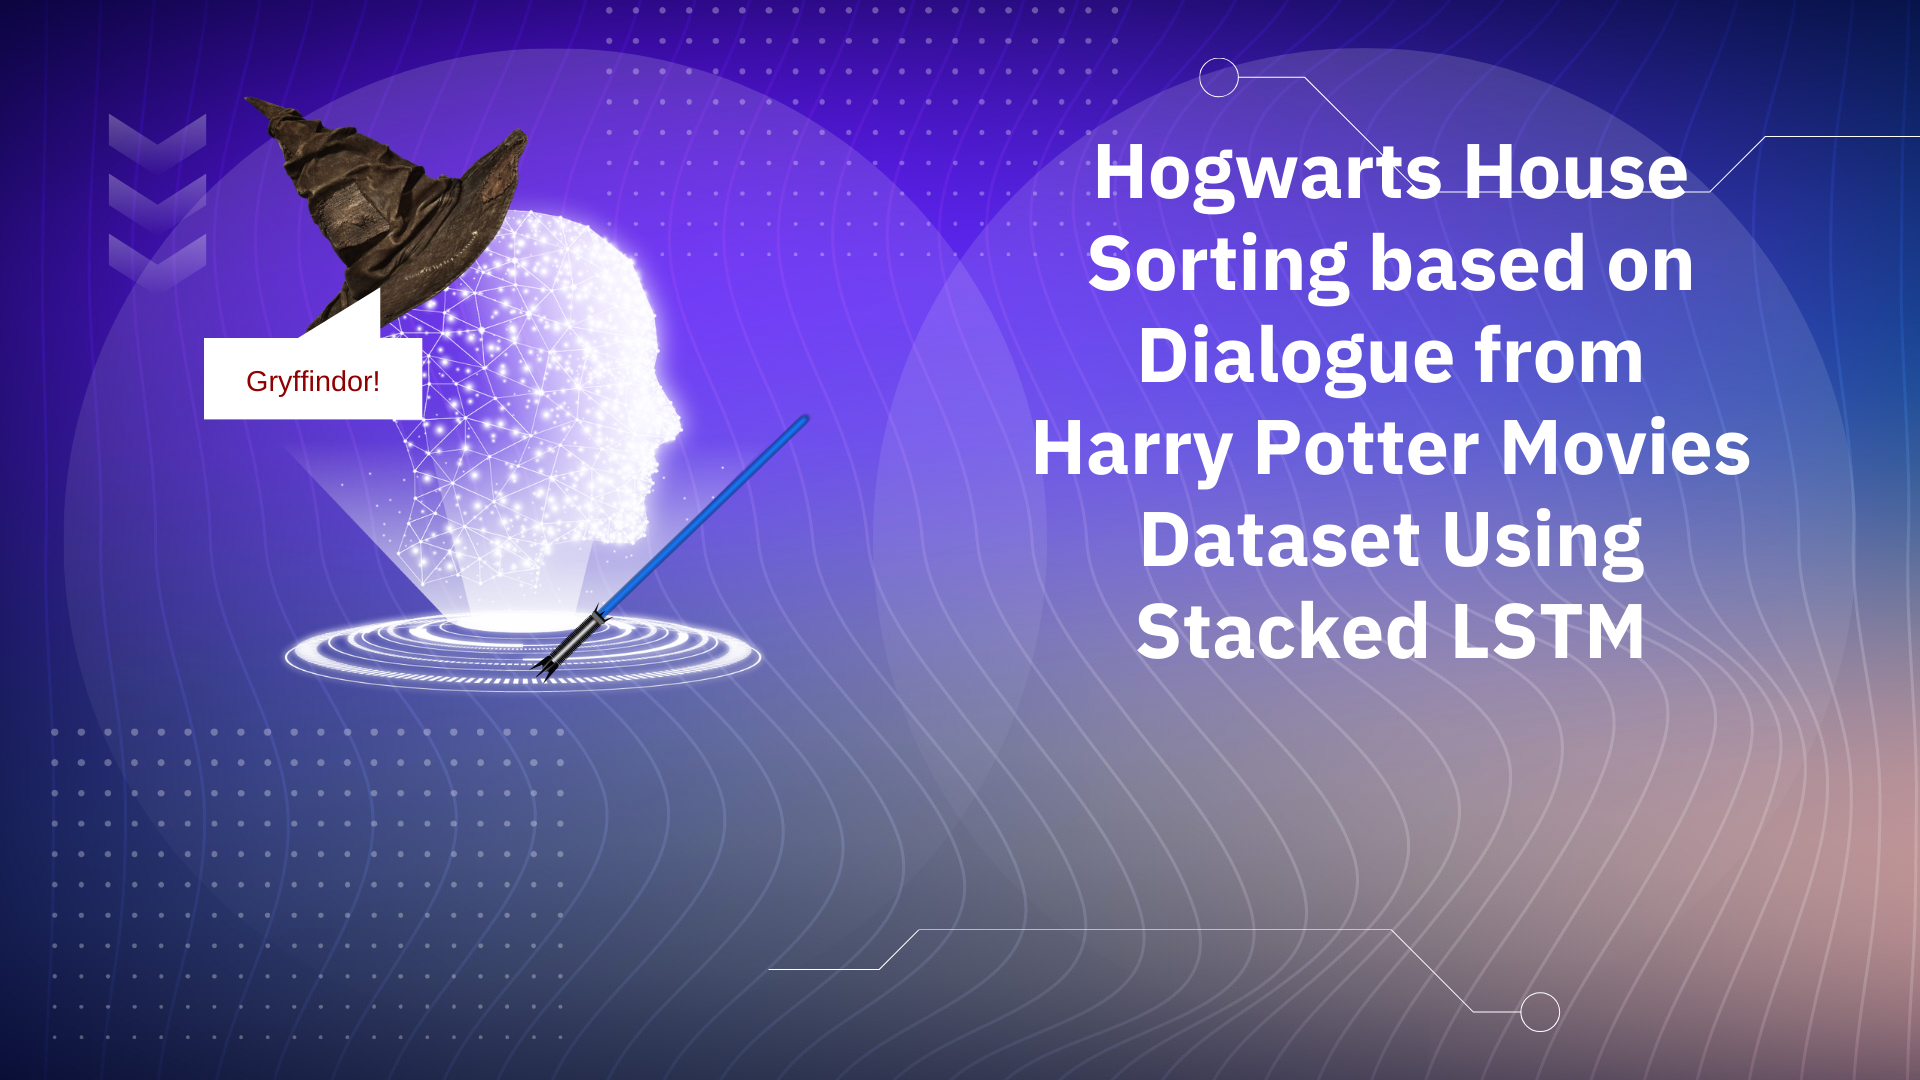 Hogwarts House
Sorting based on
Dialogue from
Harry Potter Movies
Dataset Using
Stacked LSTM
Gryffindor!